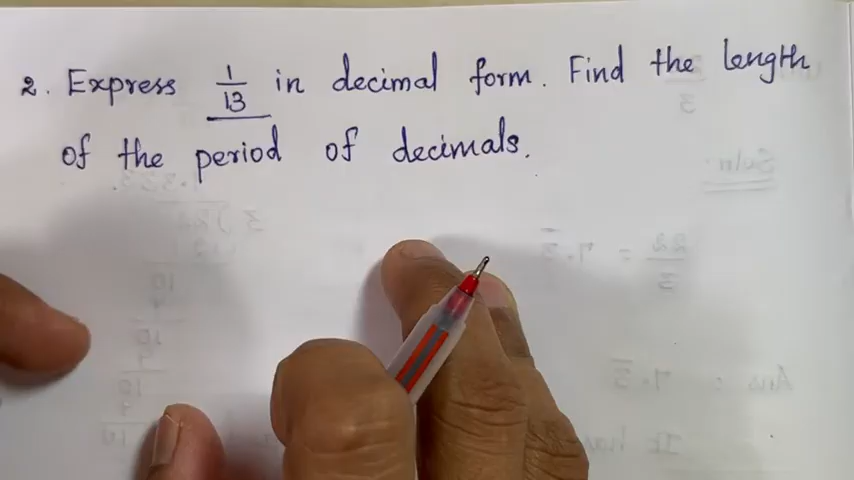 2. Express 1/13 in decimal form. Find the length
of the period of decimals.